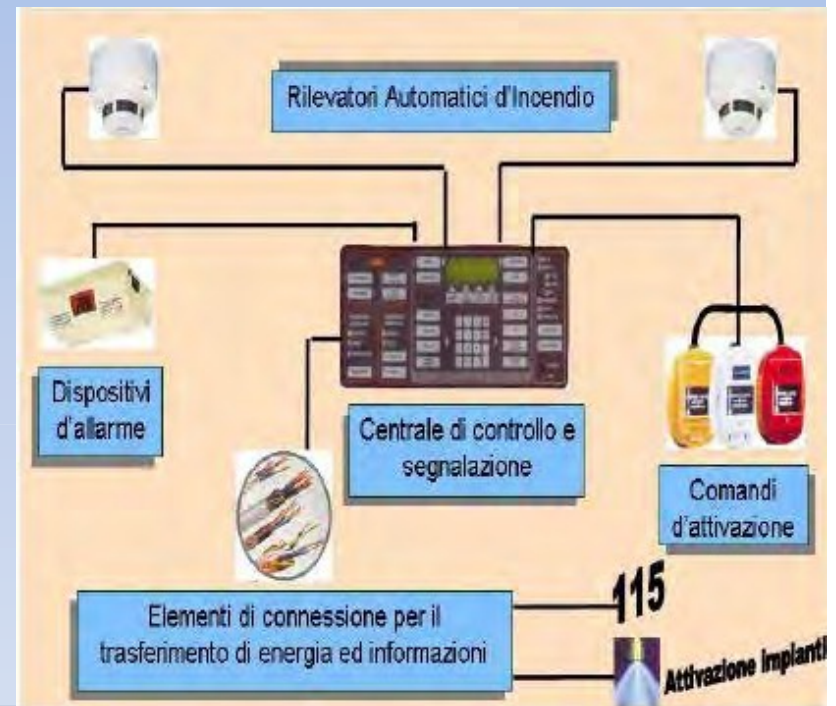 Rilevatori Automatici d'Incendio
Dispositivi
d'allarme
Centrale di controllo e
segnalazione
Comandi
d'attivazione
Elementi di connessione per il
trasferimento di energia ed informazioni
115
Attivazione Impianti